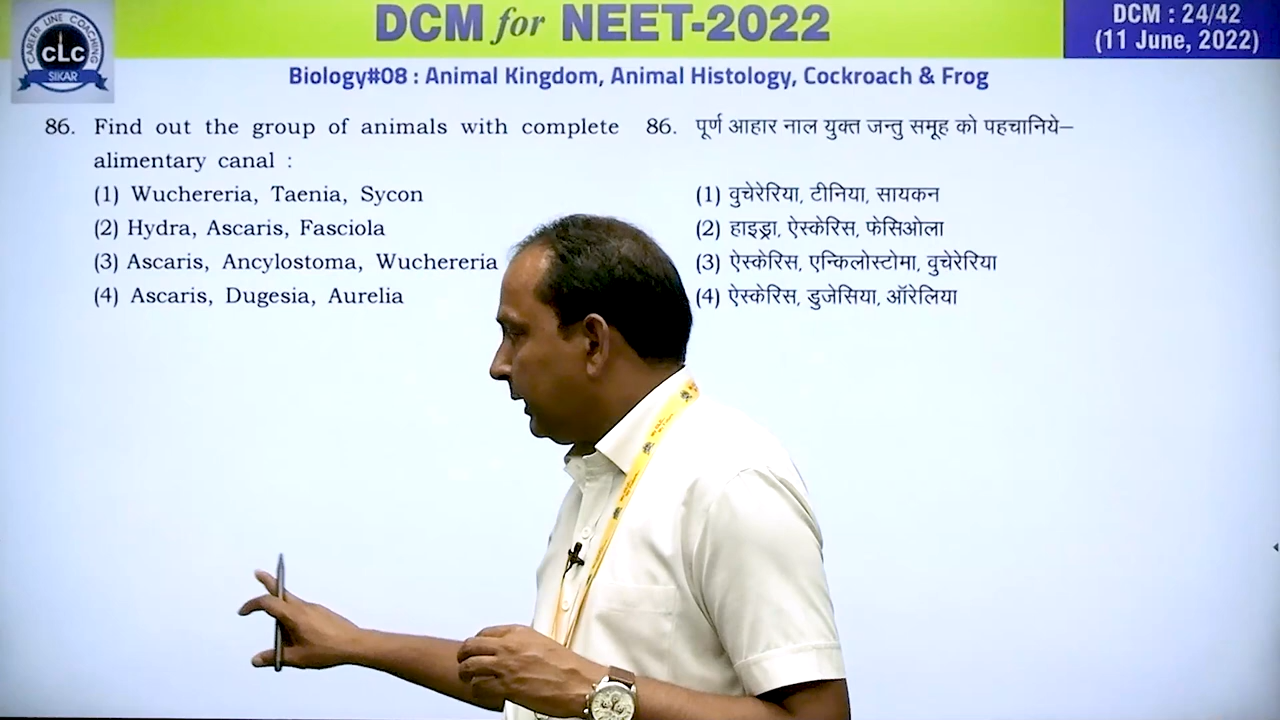 DCM for NEET-2022
DCM : 24/42
(11 June, 2022)
CAREER LINE COACHING
CLC
SIKAR
Biology#08 : Animal Kingdom, Animal Histology, Cockroach & Frog
86. Find out the group of animals with complete
alimentary canal :
(1) Wuchereria, Taenia, Sycon
(2) Hydra, Ascaris, Fasciola
(3) Ascaris, Ancylostoma, Wuchereria
(4) Ascaris, Dugesia, Aurelia
86. पूर्ण आहार नाल युक्त जन्तु समूह को पहचानिये–
(1) वुचेरेरिया, टीनिया, सायकन
(2) हाइड्रा, ऐस्केरिस, फेसिओला
(3) ऐस्केरिस, एन्किलोस्टोमा, वुचेरेरिया
(4) ऐस्केरिस, डुजेसिया, ऑरेलिया